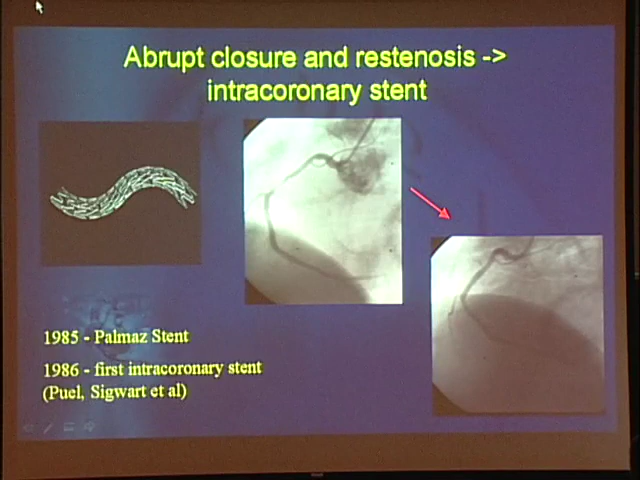 Abrupt closure and restenosis ->
intracoronary stent
1985 - Palmaz Stent
1986 - first intracoronary stent
(Puel, Sigwart et al)